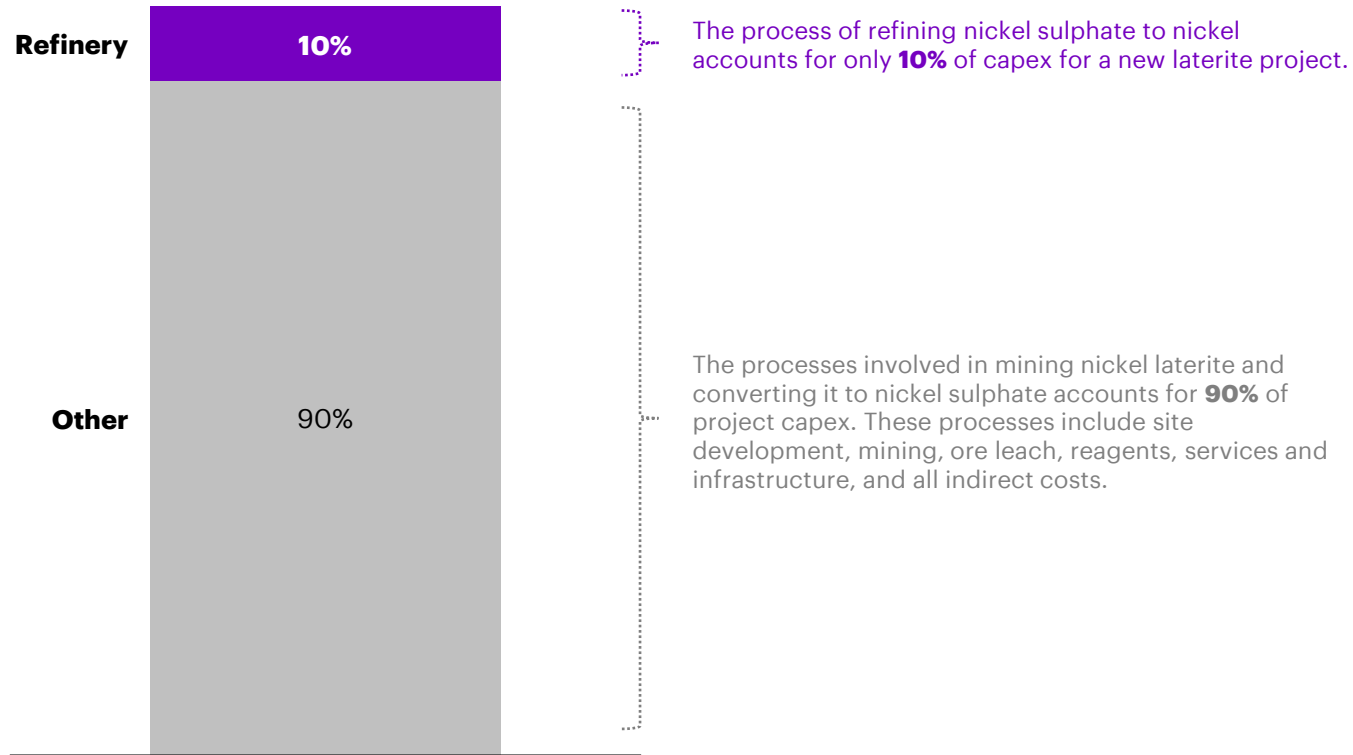 Refinery
10%
The process of refining nickel sulphate to nickel
accounts for only 10% of capex for a new laterite project.
Other
90%
The processes involved in mining nickel laterite and
converting it to nickel sulphate accounts for 90% of
project capex. These processes include site
development, mining, ore leach, reagents, services and
infrastructure, and all indirect costs.